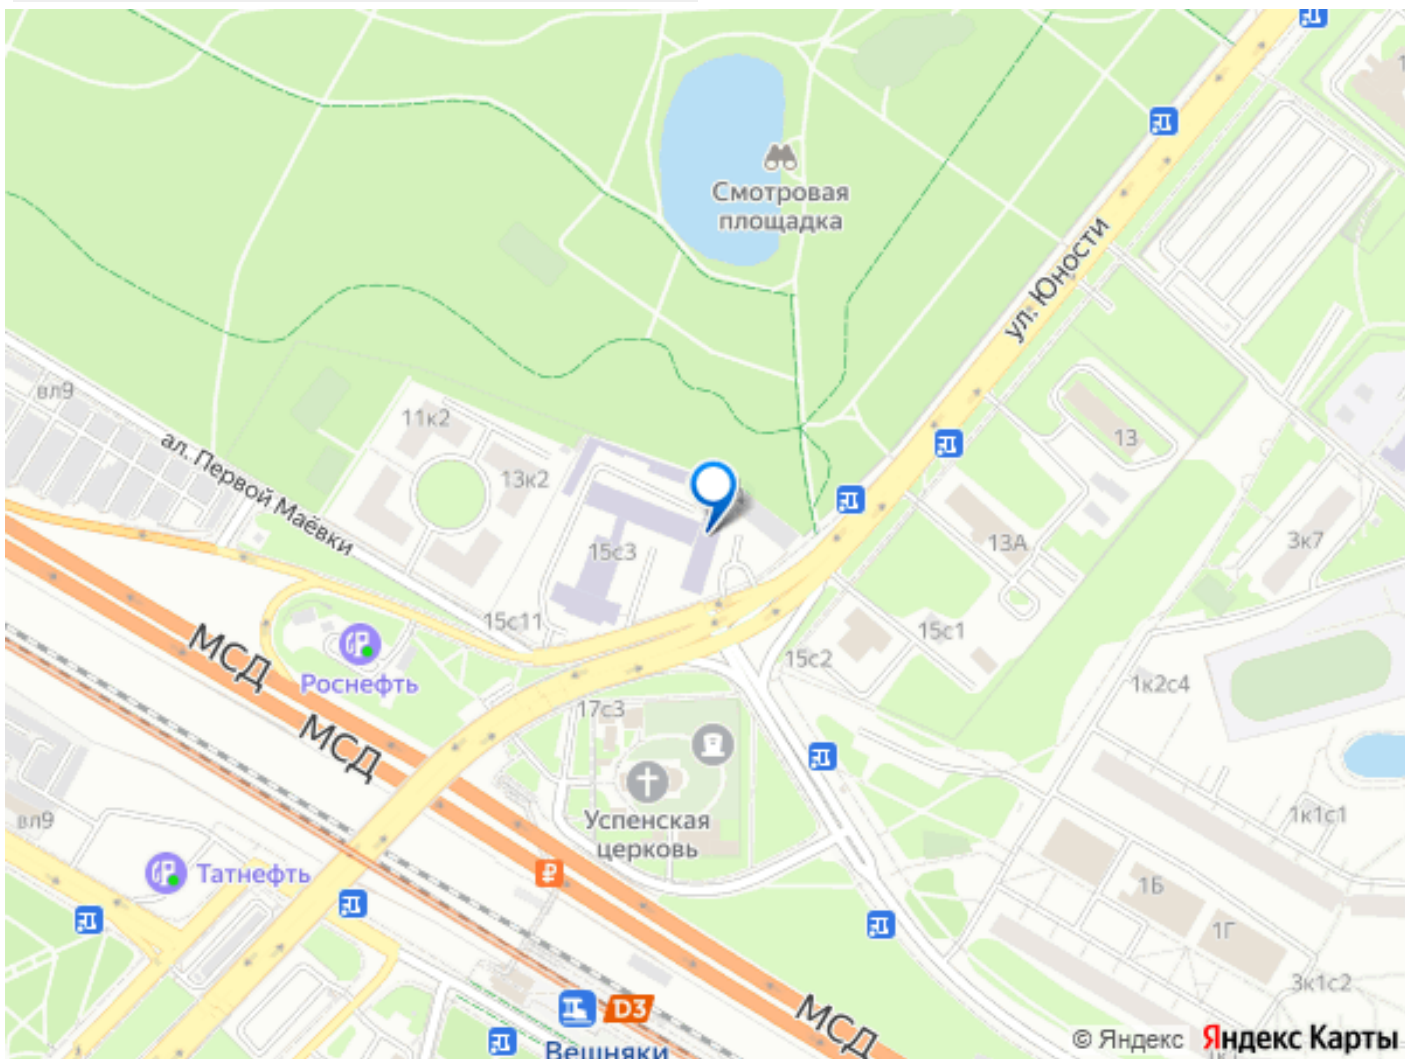 Смотровая
площадка
ул. Юности
вл9
11к2
13
ал. Первой Маёвки
13к2
15с3
13А
3к7
15с11
15с1
15с2
МСД
Роснефть
1к2с4
17с3
МСД
Успенская
церковь
1к1с1
вл9
Татнефть
₽
1Б
1Г
3к1с2
D3
МСД
Вешняки
© Яндекс Яндекс Карты